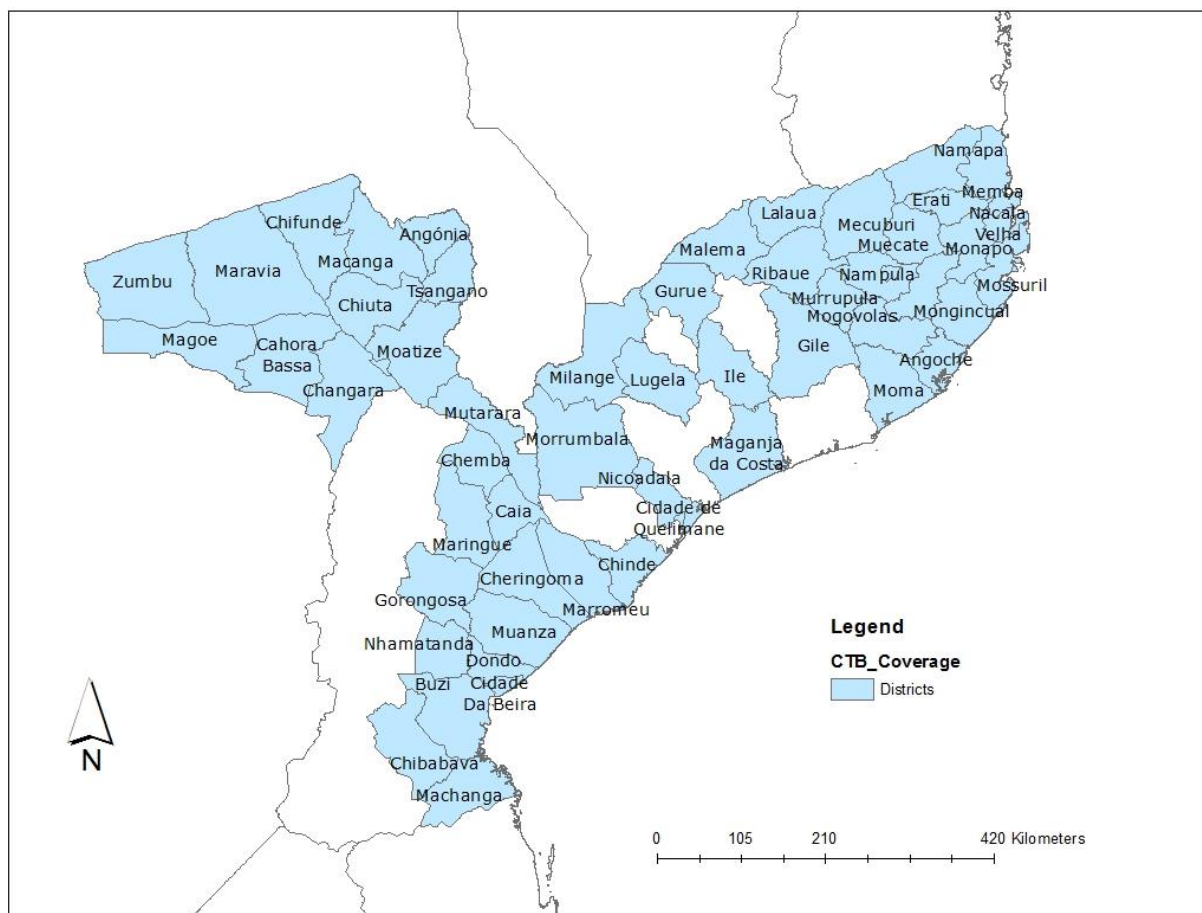 Namapa
Memba
Erati
Nacala
Velha
Lalaua
Mecuburi
Muecate
Monapo
Chifunde
Angónia
Malema
Macanga
Maravia
Zumbu
Ribaue
Nampula
Mossuril
Tsangano
Gurue
Chiuta
Murrupula
Mogovolas
Mongincual
Magoe
Cahora
Bassa
Moatize
Gile
Angoche
Changara
Milange
Lugela
Ile
Moma
Mutarara
Morrumbala
Maganja
da Costa
Chemba
Nicoadala
Caia
Cidade de
Quelimane
Maringue
Cheringoma
Chinde
Gorongosa
Marromeu
Muanza
Nhamatanda
Dondo
Buzi
Cidade
Da Beira
Chibabava
Machanga
Legend
CTB_Coverage
Districts
N
0 105 210 420 Kilometers